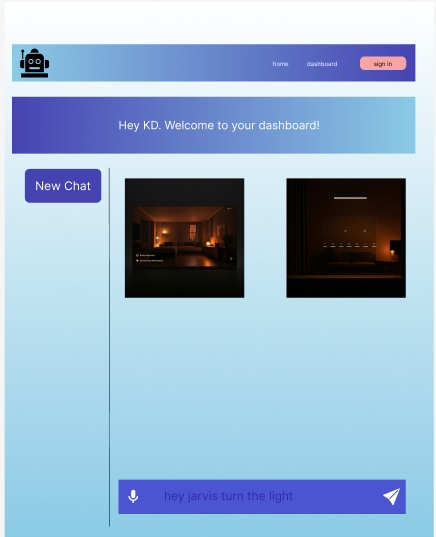 home dashboard sign in
Hey KD. Welcome to your dashboard!
New Chat
hey jarvis turn the light